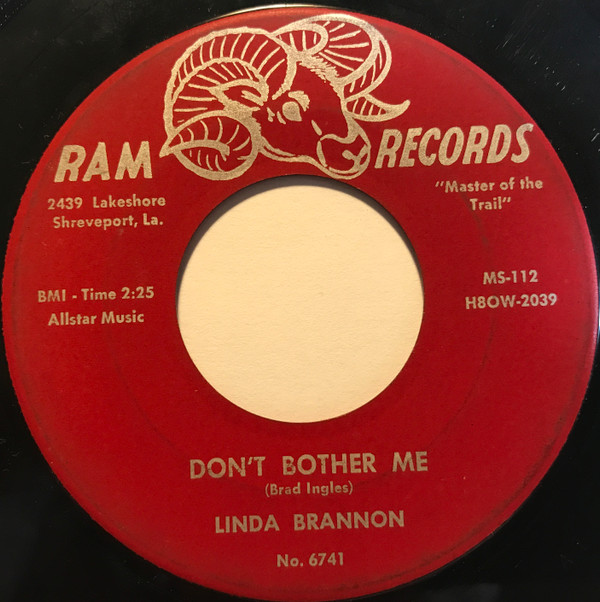 RAM RECORDS
2439 Lakeshore
Shreveport, La.
"Master of the
Trail"
BMI - Time 2:25
Allstar Music
MS-112
H8OW-2039
DON'T BOTHER ME
(Brad Ingles)
LINDA BRANNON
No. 6741